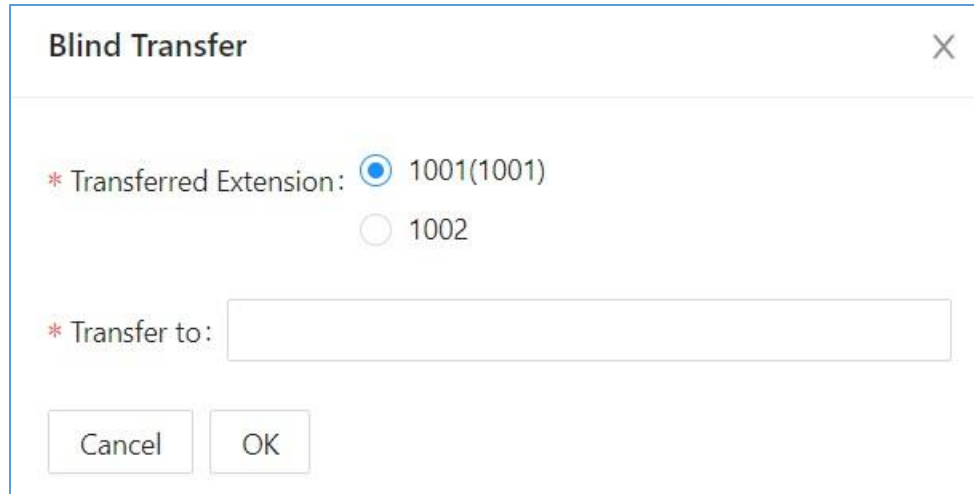 Blind Transfer
* Transferred Extension: 1001(1001)
1002
* Transfer to:
Cancel OK